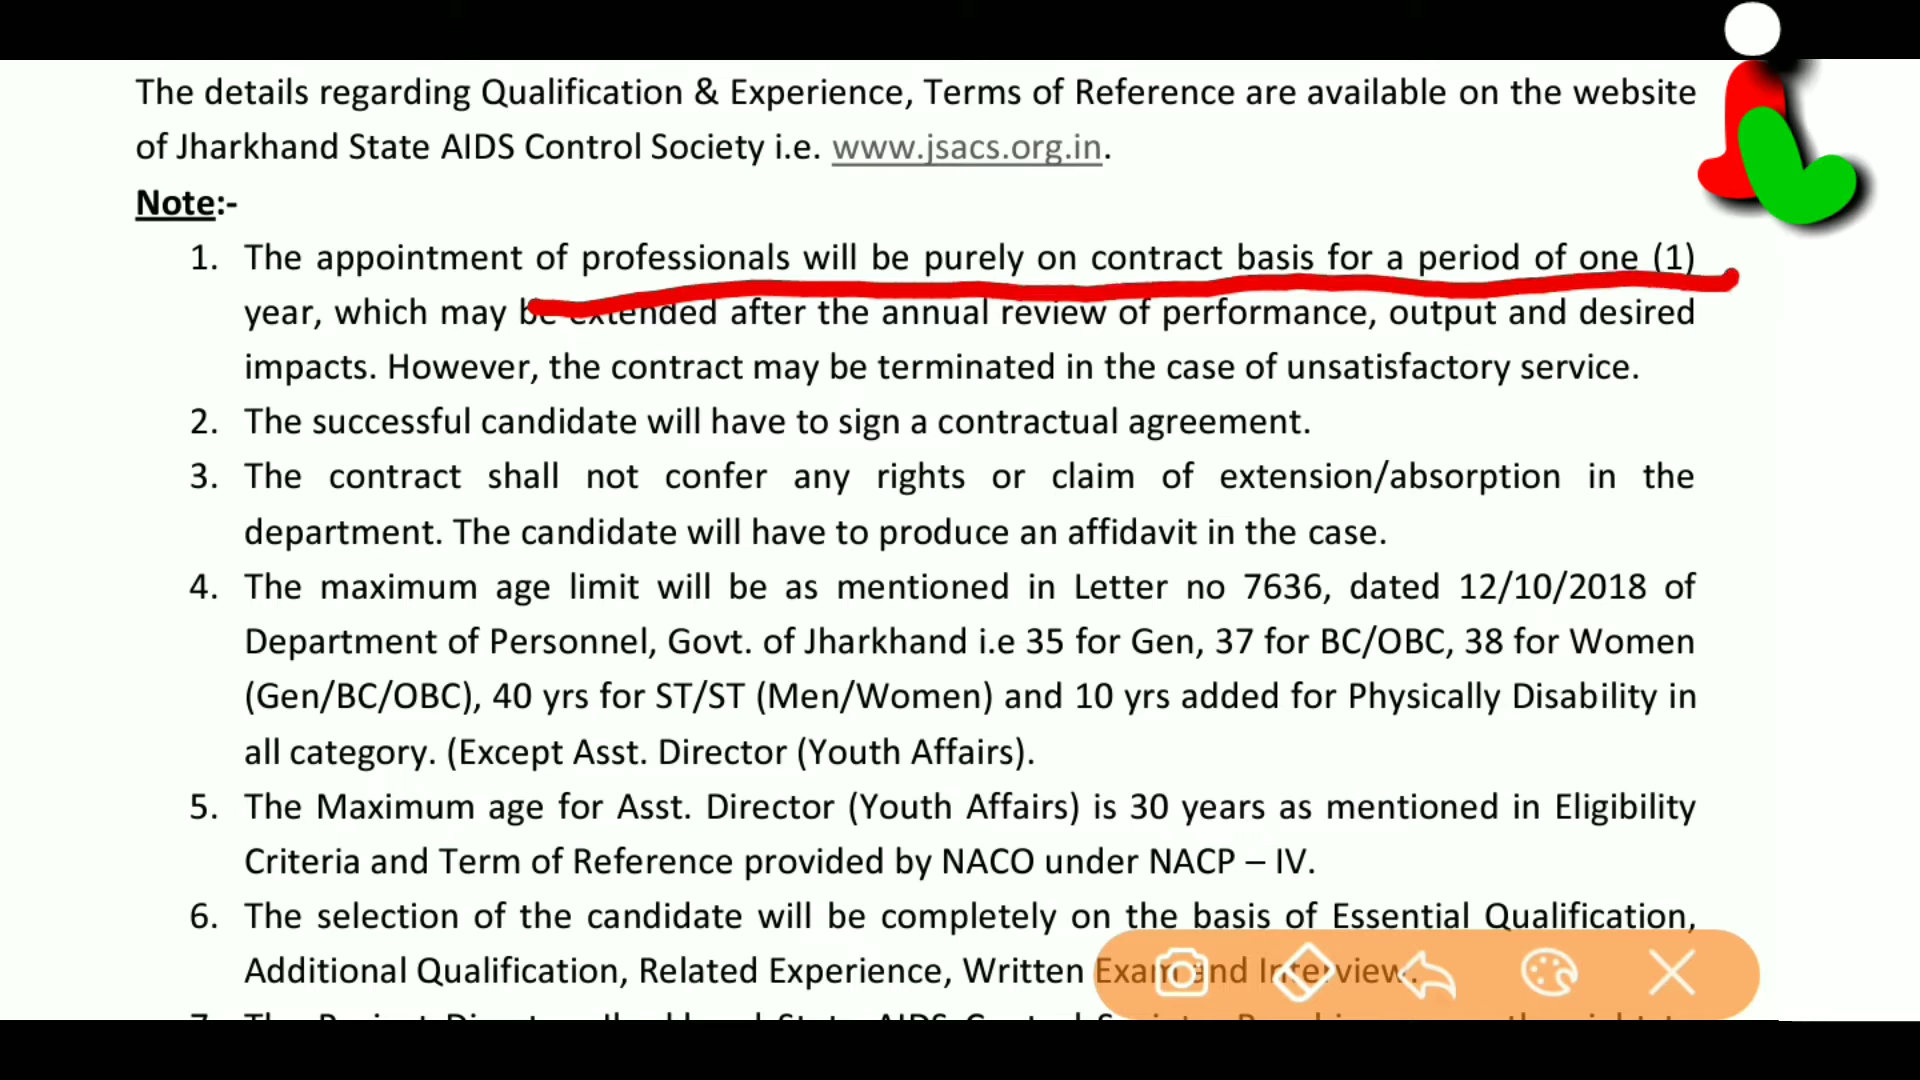 The details regarding Qualification & Experience, Terms of Reference are available on the website
of Jharkhand State AIDS Control Society i.e. www.jsacs.org.in.
Note:-
1. The appointment of professionals will be purely on contract basis for a period of one (1)
year, which may be extended after the annual review of performance, output and desired
impacts. However, the contract may be terminated in the case of unsatisfactory service.
2. The successful candidate will have to sign a contractual agreement.
3. The contract shall not confer any rights or claim of extension/absorption in the
department. The candidate will have to produce an affidavit in the case.
4. The maximum age limit will be as mentioned in Letter no 7636, dated 12/10/2018 of
Department of Personnel, Govt. of Jharkhand i.e 35 for Gen, 37 for BC/OBC, 38 for Women
(Gen/BC/OBC), 40 yrs for ST/ST (Men/Women) and 10 yrs added for Physically Disability in
all category. (Except Asst. Director (Youth Affairs).
5. The Maximum age for Asst. Director (Youth Affairs) is 30 years as mentioned in Eligibility
Criteria and Term of Reference provided by NACO under NACP – IV.
6. The selection of the candidate will be completely on the basis of Essential Qualification,
Additional Qualification, Related Experience, Written Exam and Interview.